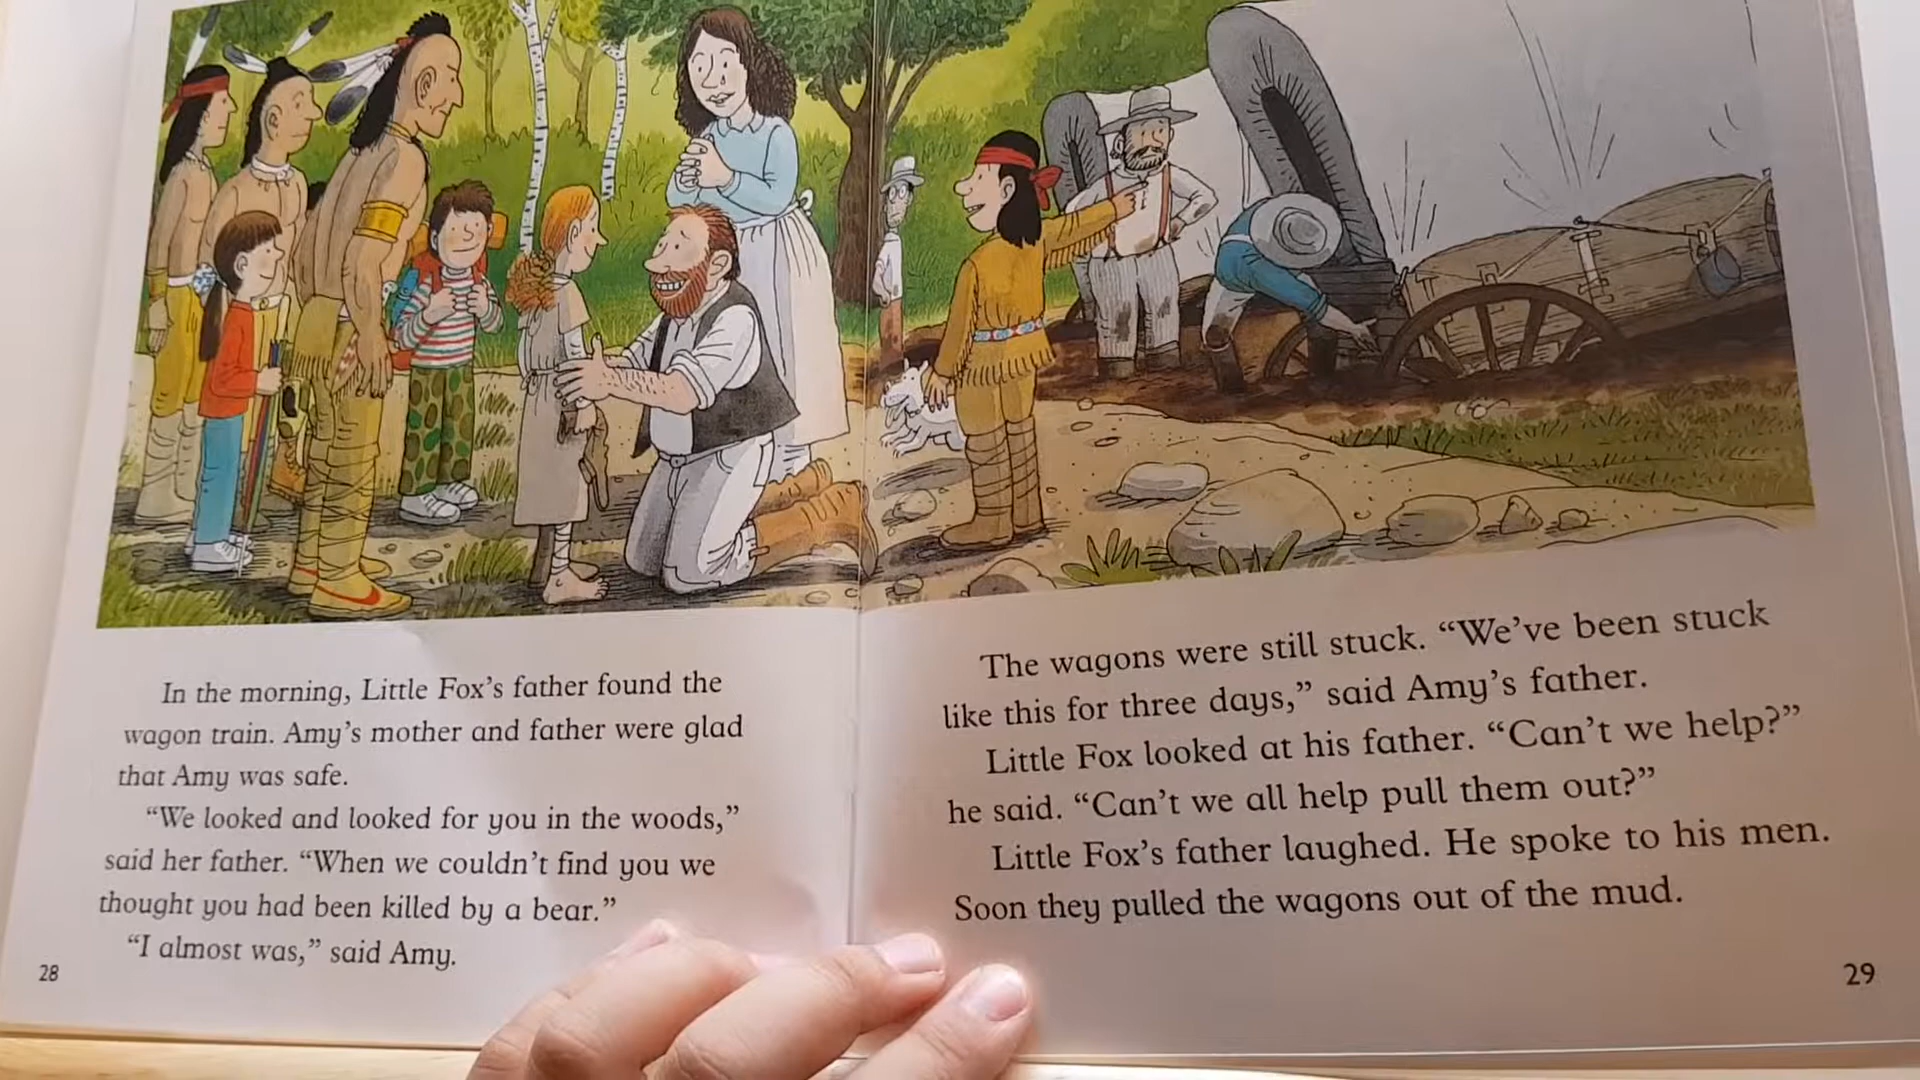 In the morning, Little Fox's father found the
wagon train. Amy's mother and father were glad
that Amy was safe.
“We looked and looked for you in the woods,”
said her father. “When we couldn't find you we
thought you had been killed by a bear.”
“I almost was,” said Amy.
28
The wagons were still stuck. “We've been stuck
like this for three days,” said Amy's father.
Little Fox looked at his father. “Can't we help?”
he said. “Can't we all help pull them out?”
Little Fox's father laughed. He spoke to his men.
Soon they pulled the wagons out of the mud.
29